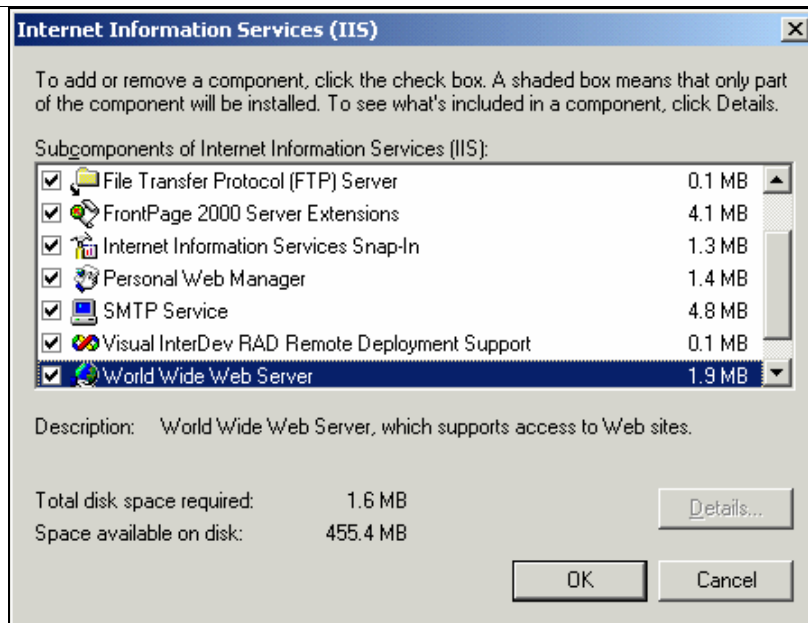 Internet Information Services (IIS)
To add or remove a component, click the check box. A shaded box means that only part
of the component will be installed. To see what's included in a component, click Details.
Subcomponents of Internet Information Services (IIS):
File Transfer Protocol (FTP) Server 0.1 MB
FrontPage 2000 Server Extensions 4.1 MB
Internet Information Services Snap-In 1.3 MB
Personal Web Manager 1.4 MB
SMTP Service 4.8 MB
Visual InterDev RAD Remote Deployment Support 0.1 MB
World Wide Web Server 1.9 MB
Description: World Wide Web Server, which supports access to Web sites.
Total disk space required: 1.6 MB
Details...
Space available on disk: 455.4 MB
OK Cancel